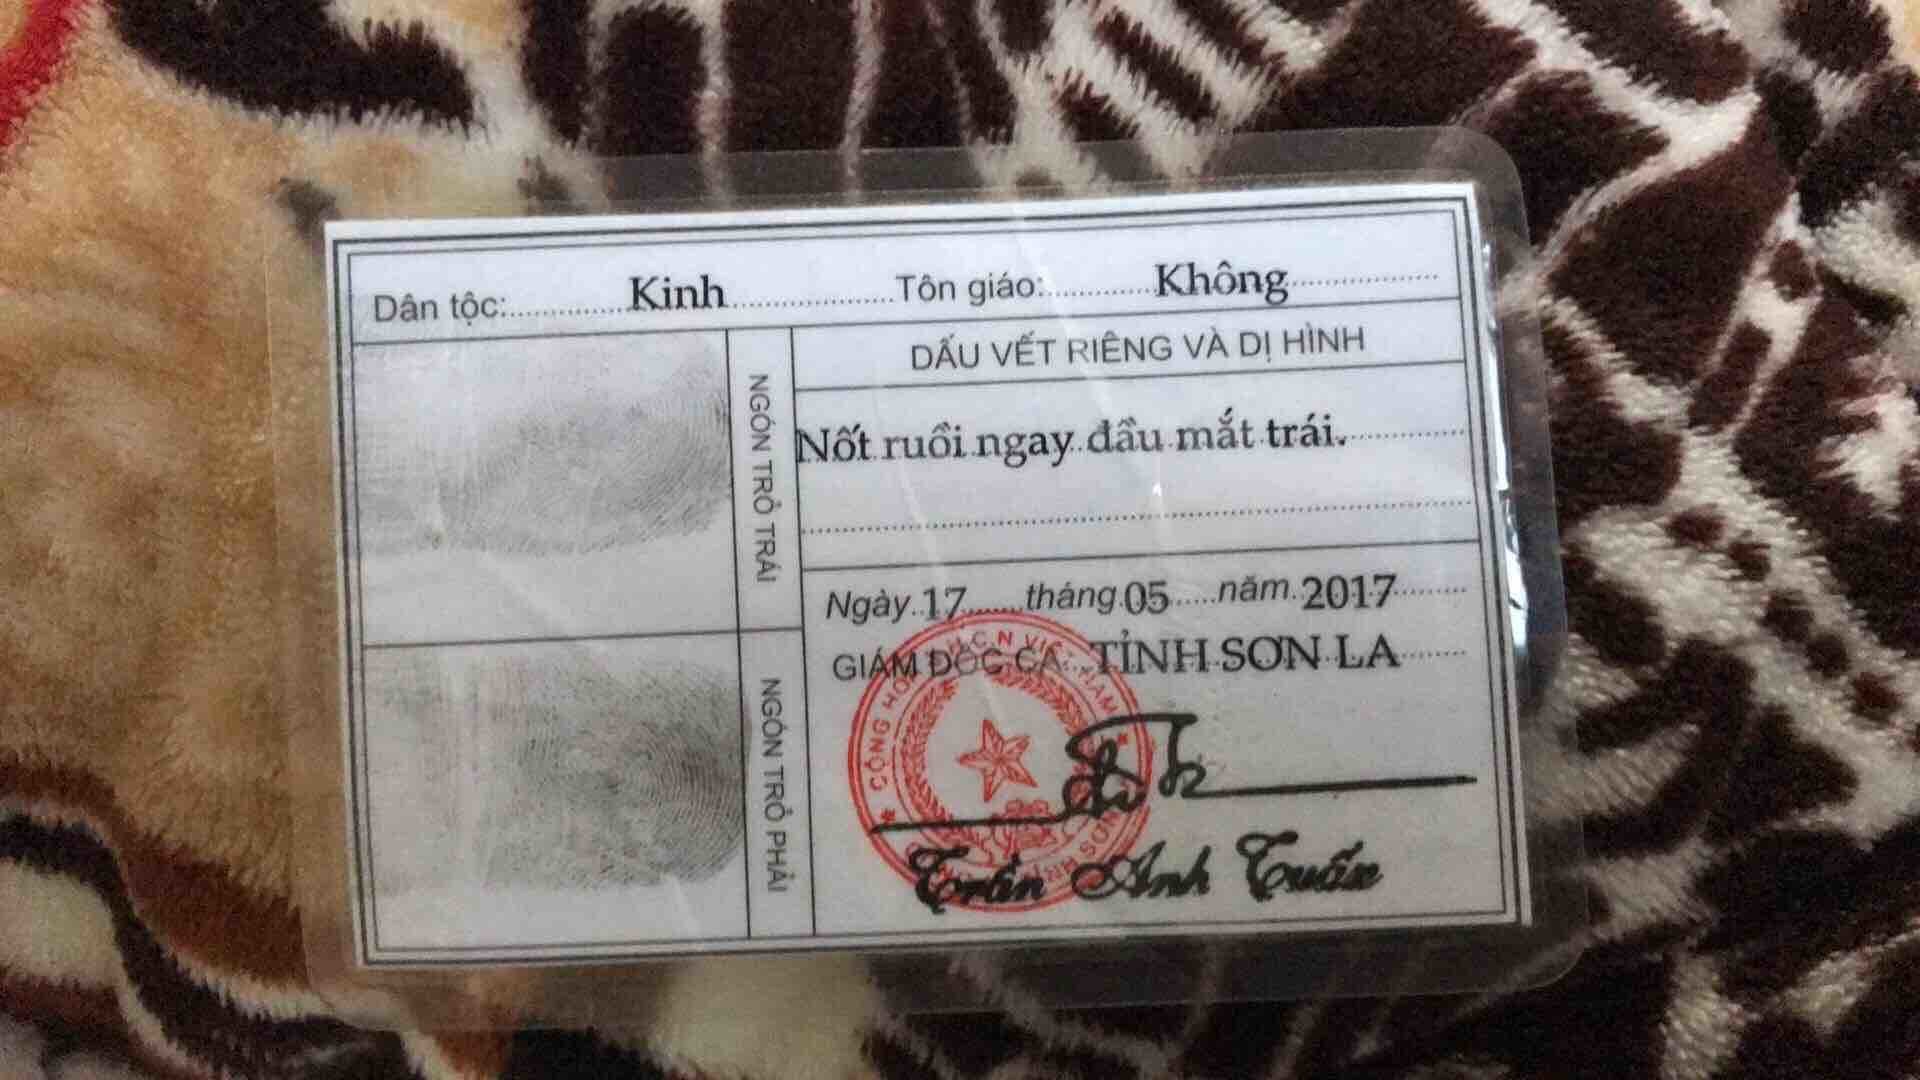 Dân tộc: Kinh Tôn giáo: Không
DẤU VẾT RIÊNG VÀ DỊ HÌNH
NGÓN TRỎ TRÁI
Nốt ruồi ngay đầu mắt trái.
Ngày 17 tháng 05 năm 2017
GIÁM ĐỐC CA TỈNH SƠN LA
NGÓN TRỎ PHẢI
Trần Anh Tuấn